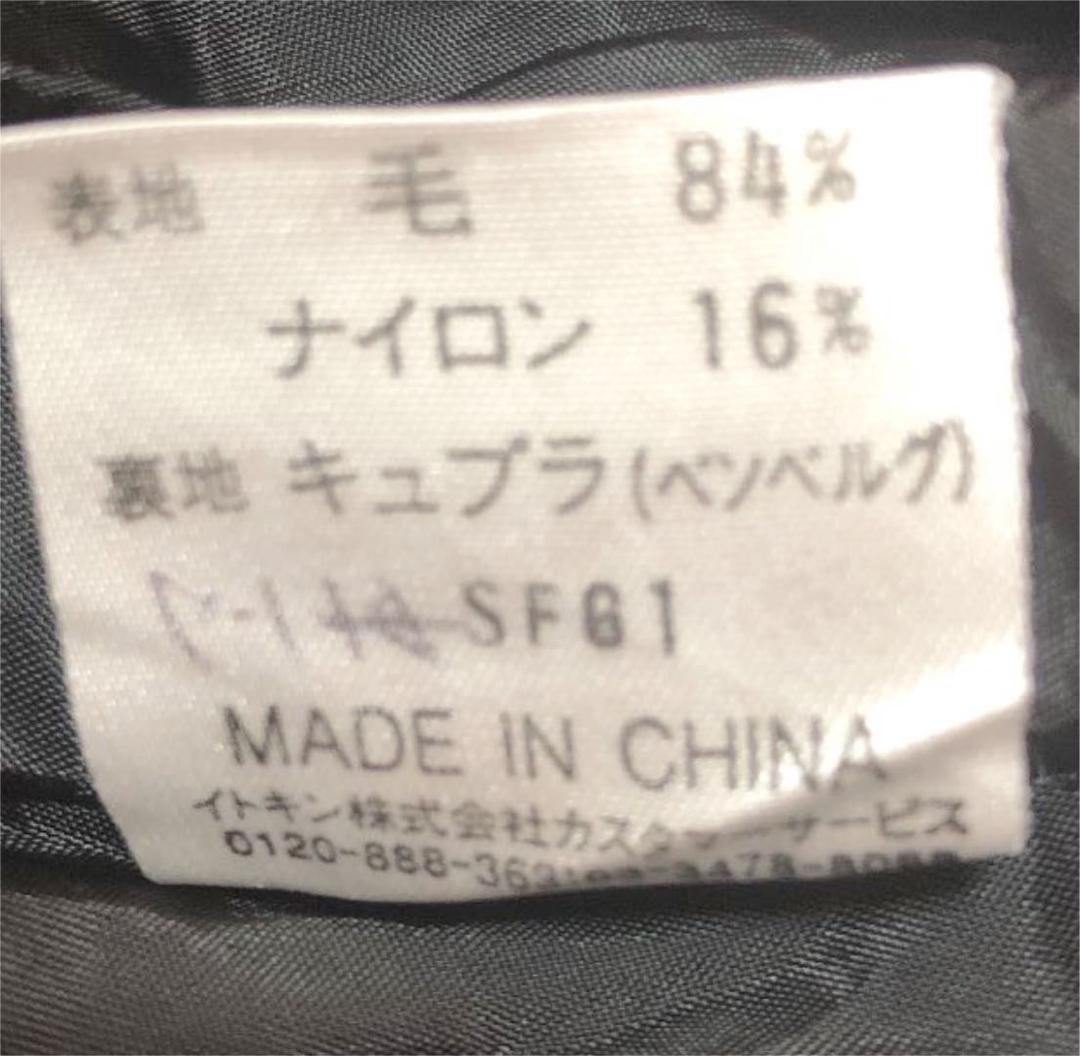 表地 毛 84%
ナイロン 16%
裏地 キュプラ(ベンベルグ)
SFG1
MADE IN CHINA
イトキン株式会社カスタマーサービス
0120-888-363